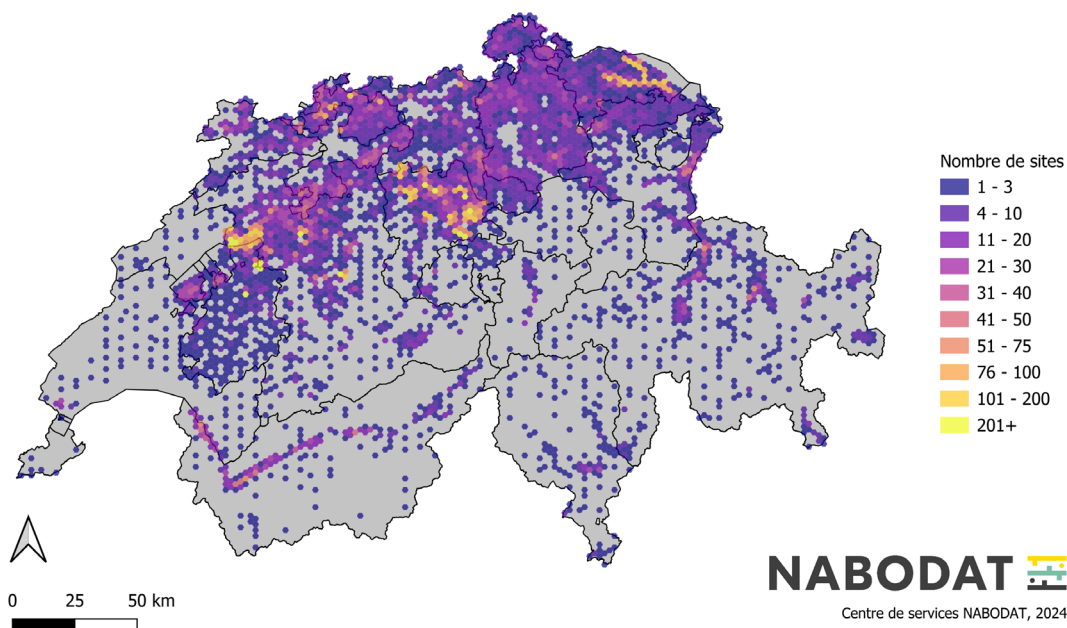 Nombre de sites
1 - 3
4 - 10
11 - 20
21 - 30
31 - 40
41 - 50
51 - 75
76 - 100
101 - 200
201+
0 25 50 km
NABODAT
Centre de services NABODAT, 2024